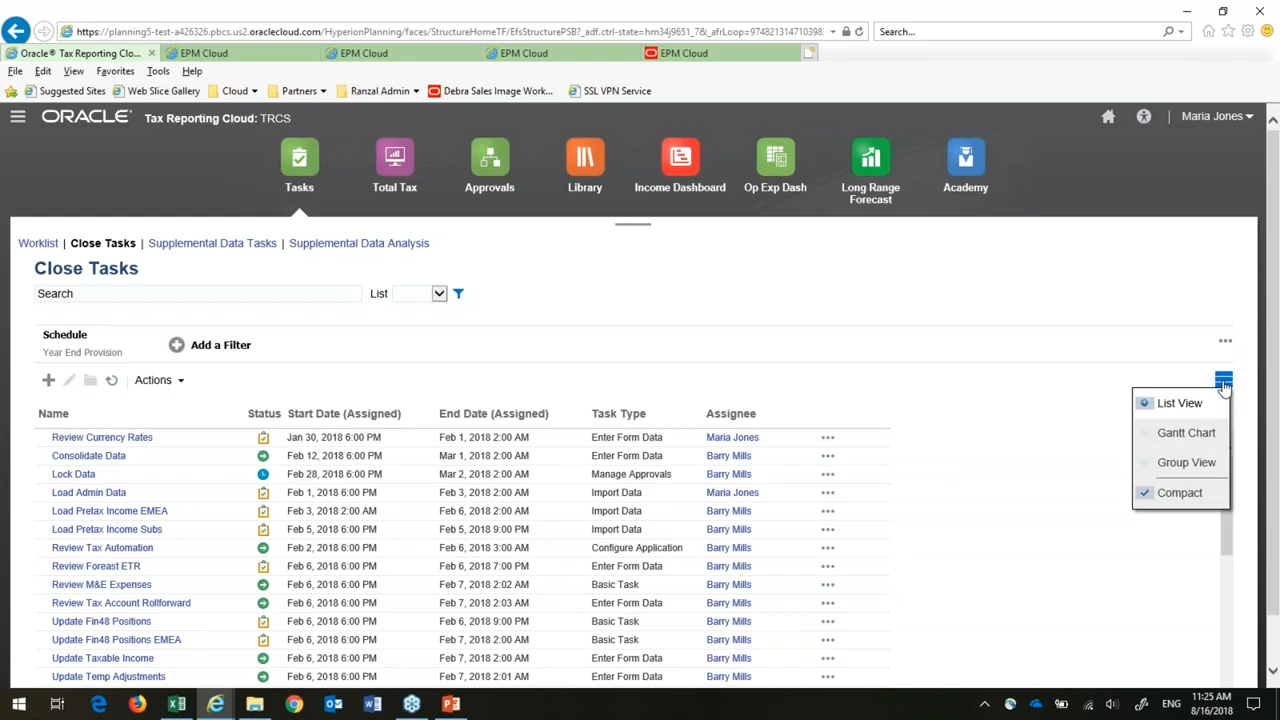 https://planning5-test-a426326.pbcs.us2.oraclecloud.com/HyperionPlanning/faces/StructureHomeTF/EfsStructurePSB?_adf.ctrl-state=hm34j9651_7&_afrLoop=974821314710398; Search...
Oracle® Tax Reporting Clo... EPM Cloud EPM Cloud EPM Cloud EPM Cloud
File Edit View Favorites Tools Help
Suggested Sites Web Slice Gallery Cloud Partners Ranzal Admin Debra Sales Image Work... SSL VPN Service
ORACLE® Tax Reporting Cloud: TRCS Maria Jones
Tasks Total Tax Approvals Library Income Dashboard Op Exp Dash Long Range Forecast Academy
Worklist | Close Tasks | Supplemental Data Tasks | Supplemental Data Analysis
Close Tasks
Search List
Schedule
Year End Provision
Add a Filter
Actions
List View
Gantt Chart
Group View
Compact
Name Status Start Date (Assigned) End Date (Assigned) Task Type Assignee
Review Currency Rates Jan 30, 2018 6:00 PM Feb 1, 2018 2:00 AM Enter Form Data Maria Jones
Consolidate Data Feb 12, 2018 6:00 PM Mar 1, 2018 2:00 AM Enter Form Data Barry Mills
Lock Data Feb 28, 2018 6:00 PM Mar 2, 2018 2:00 AM Manage Approvals Barry Mills
Load Admin Data Feb 1, 2018 6:00 PM Feb 3, 2018 2:00 AM Import Data Maria Jones
Load Pretax Income EMEA Feb 3, 2018 2:00 AM Feb 6, 2018 2:00 AM Import Data Barry Mills
Load Pretax Income Subs Feb 5, 2018 6:00 PM Feb 5, 2018 9:00 PM Import Data Barry Mills
Review Tax Automation Feb 2, 2018 6:00 PM Feb 6, 2018 3:00 AM Configure Application Barry Mills
Review Foreast ETR Feb 6, 2018 6:00 PM Feb 6, 2018 7:00 PM Enter Form Data Barry Mills
Review M&E Expenses Feb 6, 2018 6:00 PM Feb 7, 2018 2:02 AM Basic Task Barry Mills
Review Tax Account Rollforward Feb 6, 2018 6:00 PM Feb 7, 2018 2:03 AM Enter Form Data Barry Mills
Update Fin48 Positions Feb 6, 2018 6:00 PM Feb 6, 2018 9:00 PM Basic Task Barry Mills
Update Fin48 Positions EMEA Feb 6, 2018 6:00 PM Feb 7, 2018 2:00 AM Basic Task Barry Mills
Update Taxable Income Feb 6, 2018 6:00 PM Feb 7, 2018 2:00 AM Enter Form Data Barry Mills
Update Temp Adjustments Feb 6, 2018 6:00 PM Feb 7, 2018 2:01 AM Enter Form Data Barry Mills
ENG
11:25 AM
8/16/2018